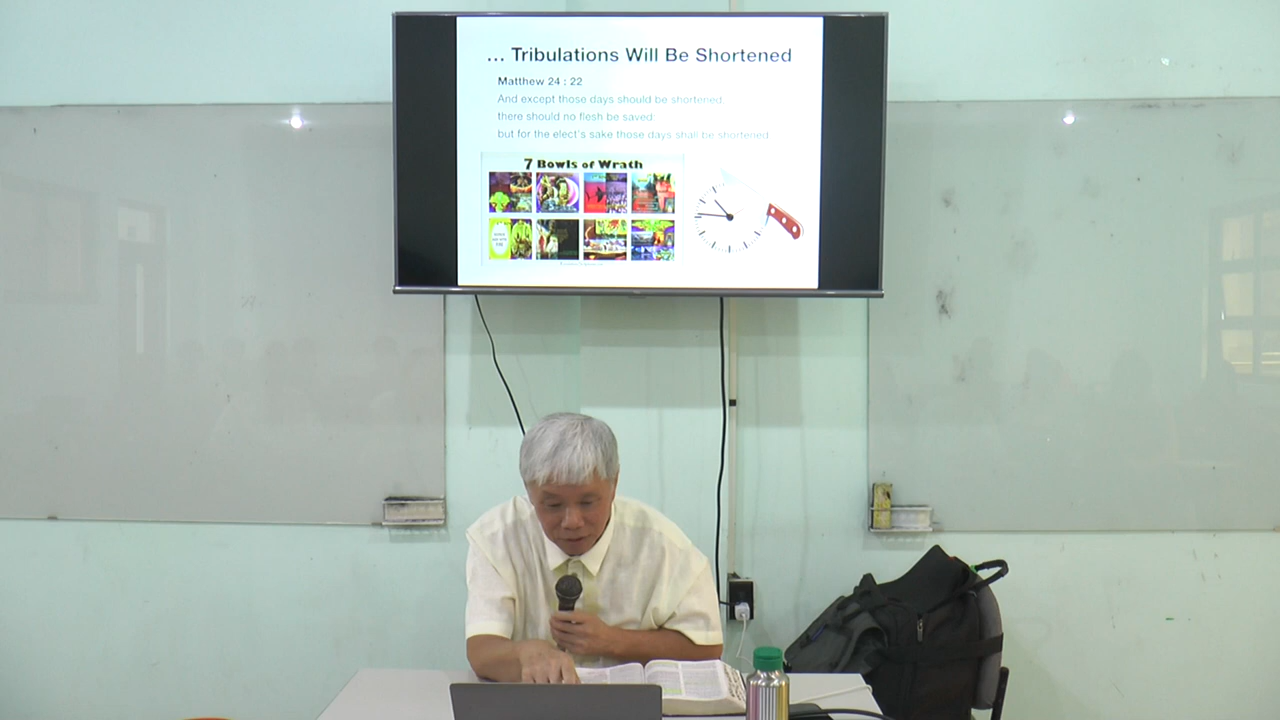 ... Tribulations Will Be Shortened
Matthew 24 : 22
And except those days should be shortened,
there should no flesh be saved:
but for the elect's sake those days shall be shortened.
7 Bowls of Wrath